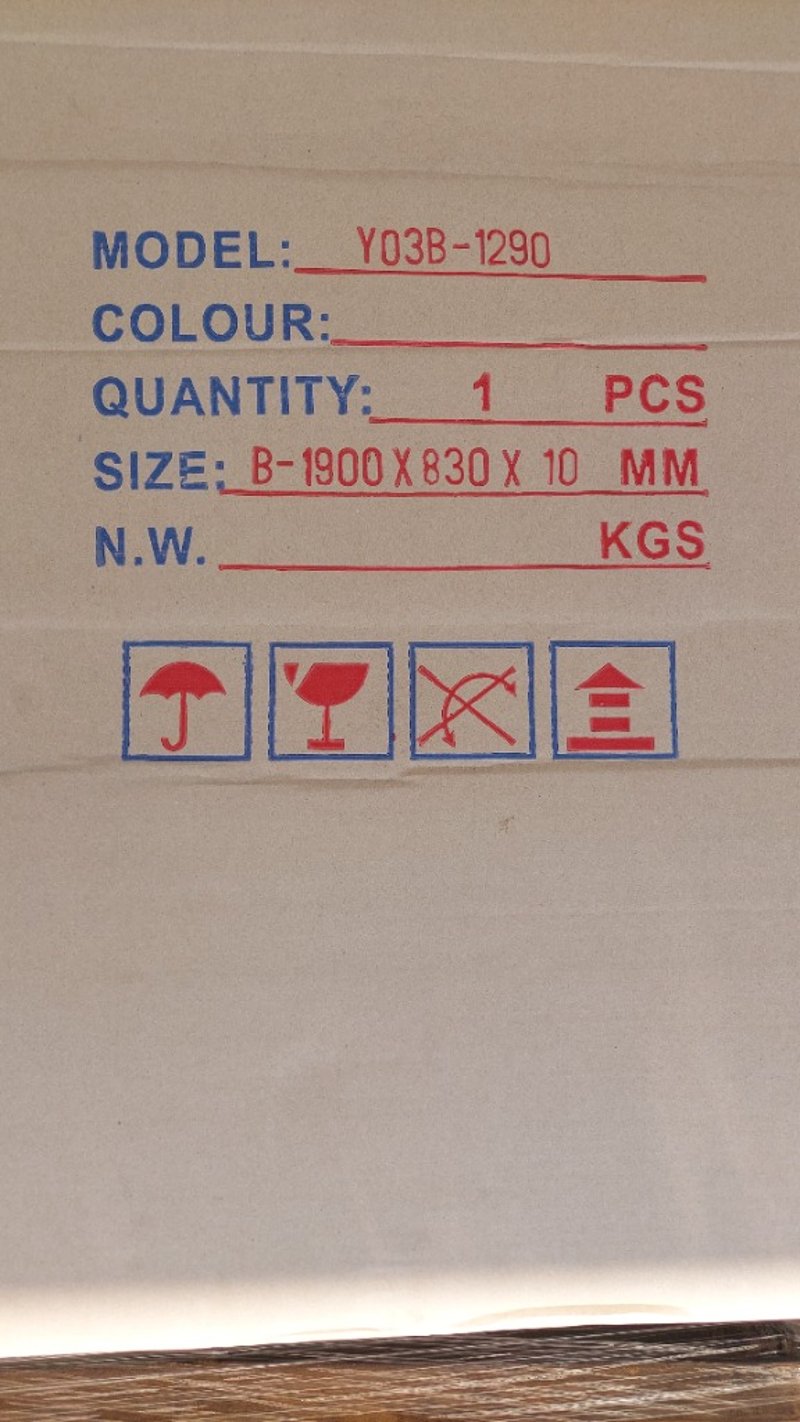 MODEL: Y03B-1290
COLOUR:
QUANTITY: 1 PCS
SIZE: B-1900 X 830 X 10 MM
N.W. KGS